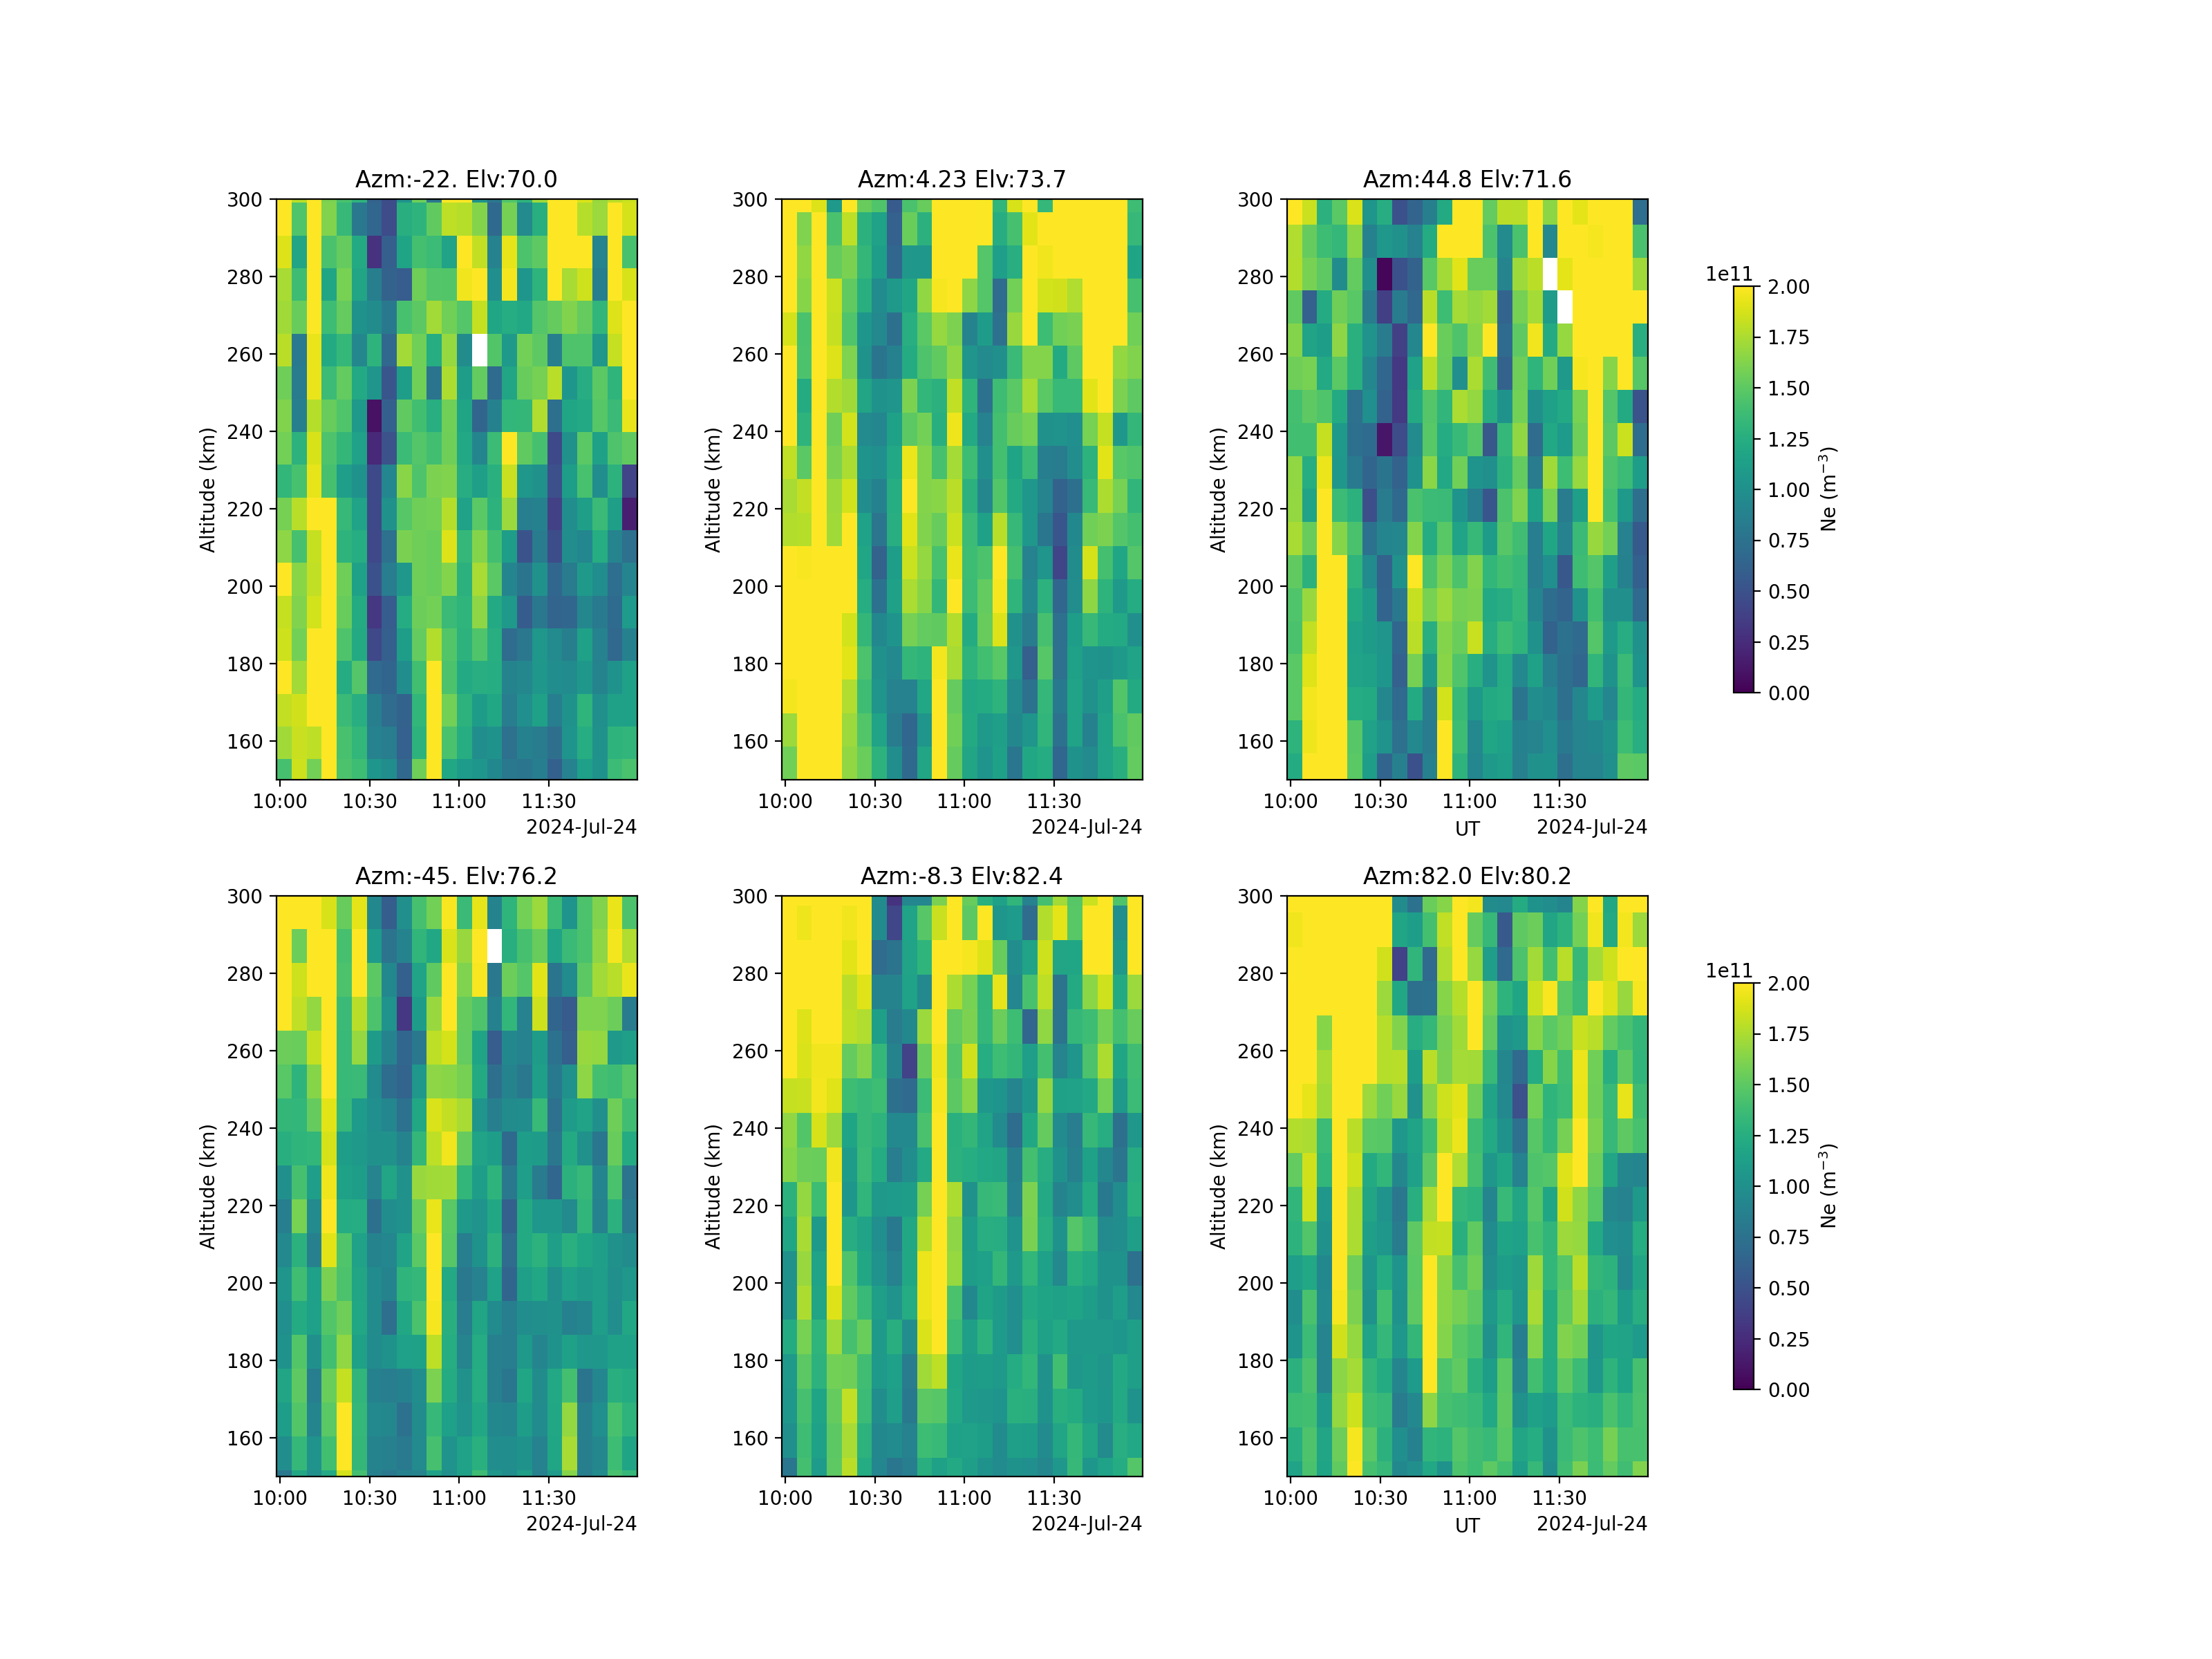 Azm:-22. Elv:70.0
Azm:4.23 Elv:73.7
Azm:44.8 Elv:71.6
300
280
260
240
220
200
180
160
Altitude (km)
10:00 10:30 11:00 11:30
2024-Jul-24
300
280
260
240
220
200
180
160
Altitude (km)
10:00 10:30 11:00 11:30
2024-Jul-24
300
280
260
240
220
200
180
160
Altitude (km)
10:00 10:30 11:00 11:30
UT 2024-Jul-24
1e11
2.00
1.75
1.50
1.25
1.00
0.75
0.50
0.25
0.00
Ne (m⁻³)
Azm:-45. Elv:76.2
Azm:-8.3 Elv:82.4
Azm:82.0 Elv:80.2
300
280
260
240
220
200
180
160
Altitude (km)
10:00 10:30 11:00 11:30
2024-Jul-24
300
280
260
240
220
200
180
160
Altitude (km)
10:00 10:30 11:00 11:30
2024-Jul-24
300
280
260
240
220
200
180
160
Altitude (km)
10:00 10:30 11:00 11:30
UT 2024-Jul-24
1e11
2.00
1.75
1.50
1.25
1.00
0.75
0.50
0.25
0.00
Ne (m⁻³)